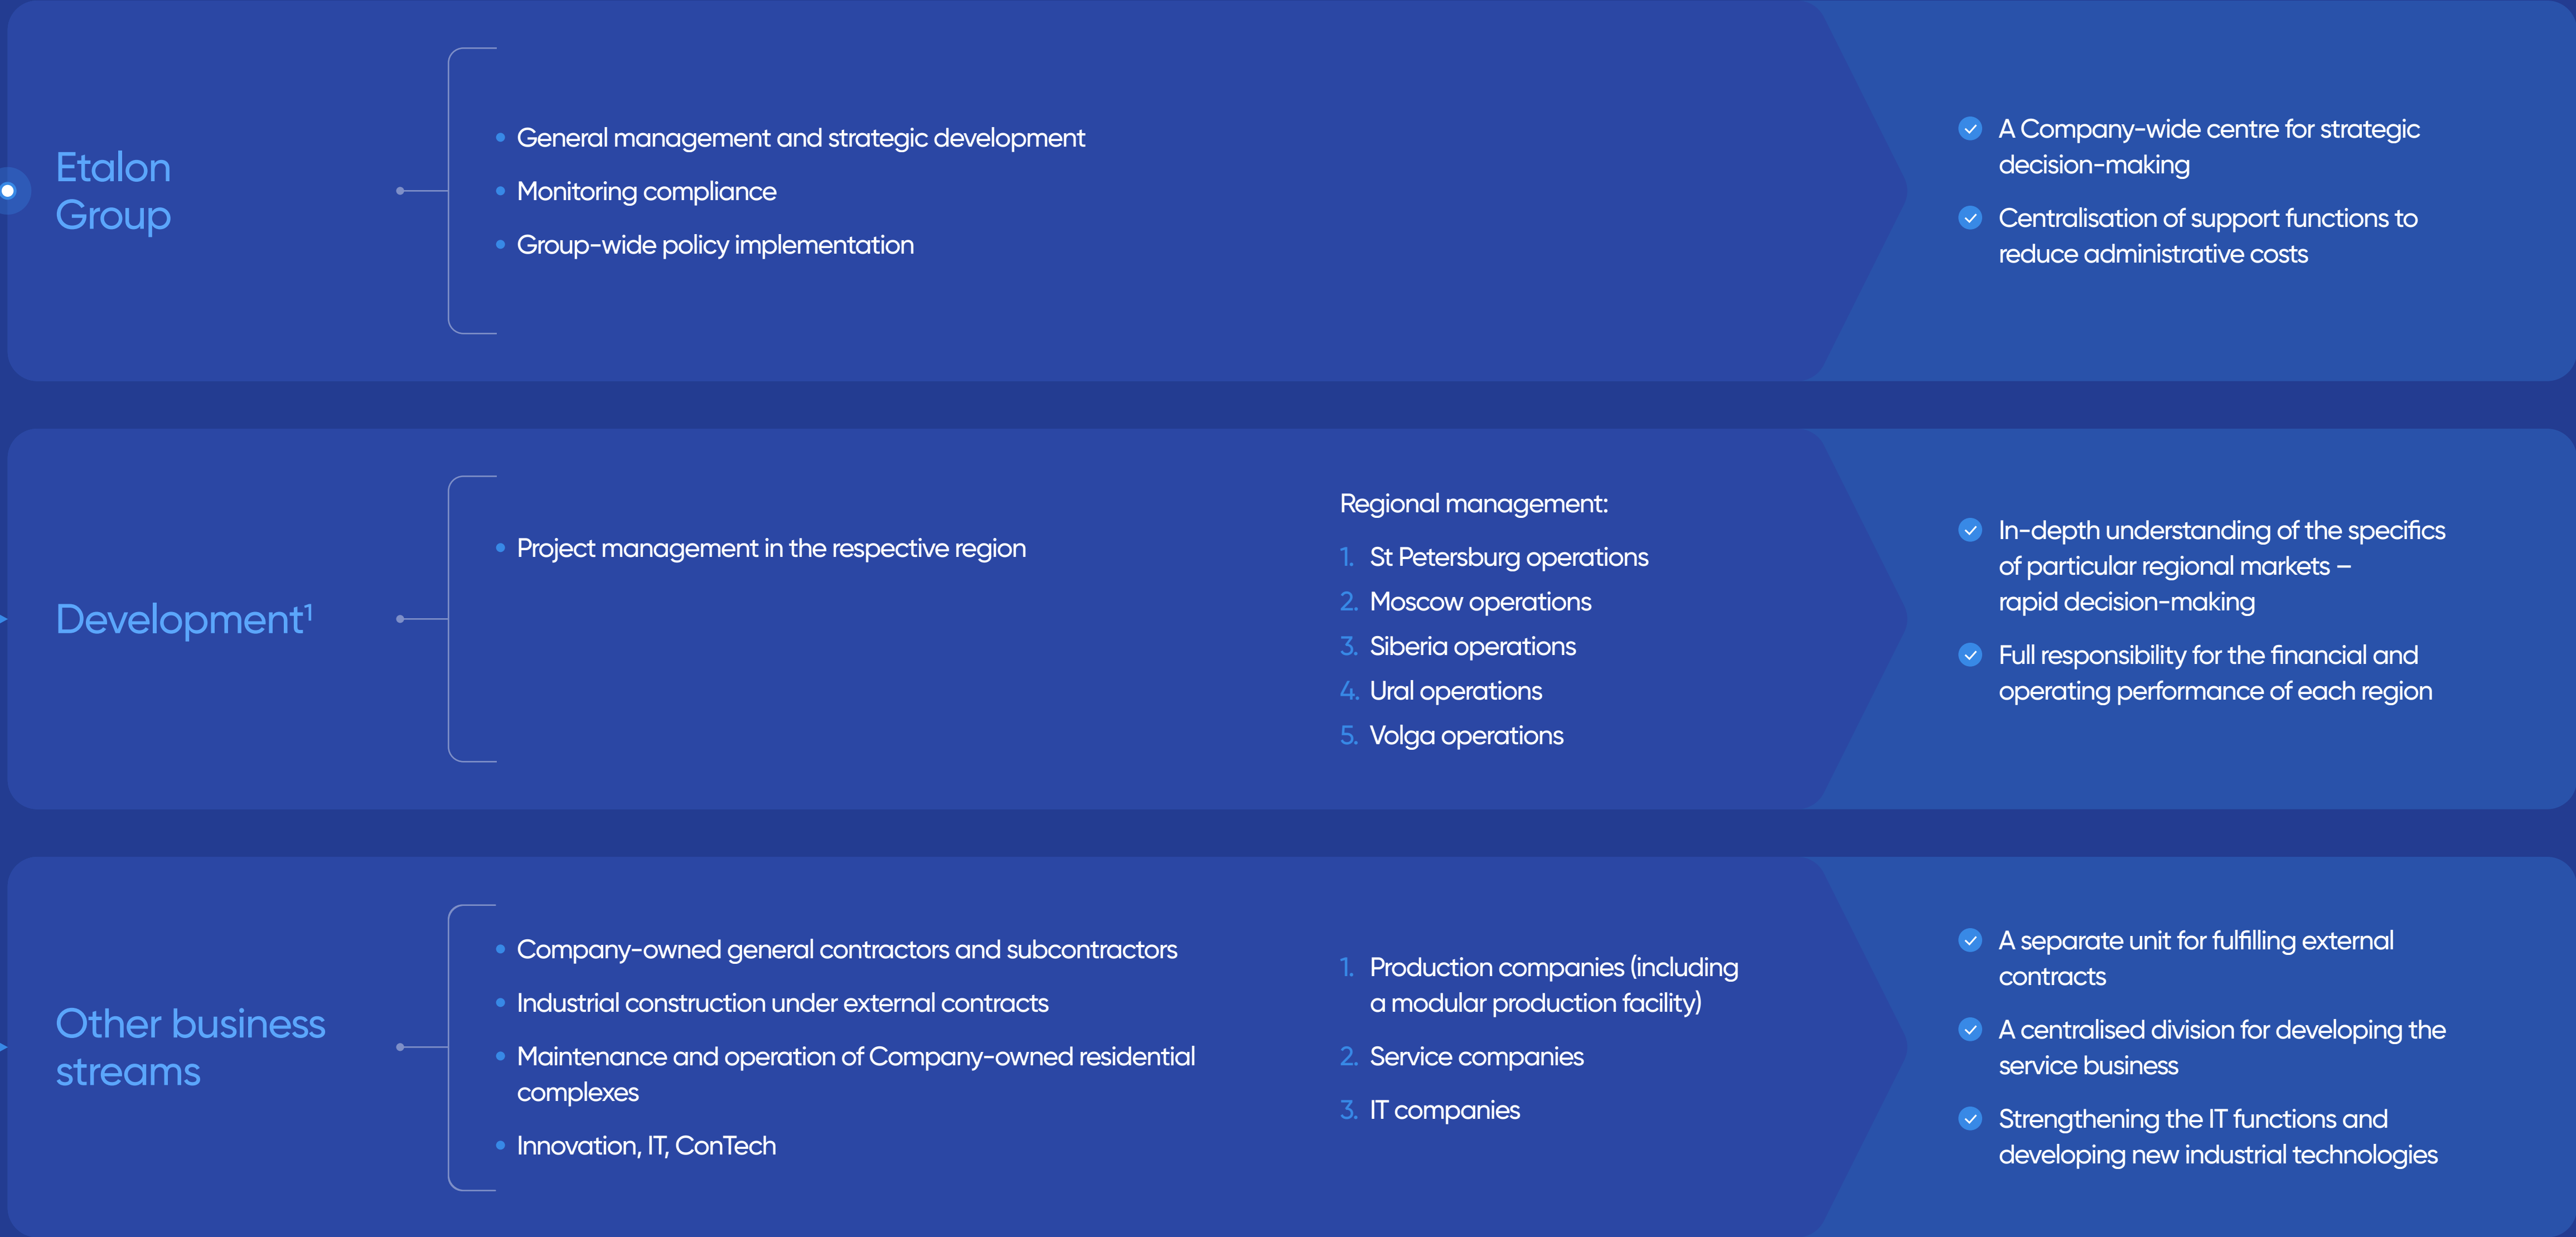 Etalon
Group
• General management and strategic development
• Monitoring compliance
• Group-wide policy implementation
A Company-wide centre for strategic
decision-making
Centralisation of support functions to
reduce administrative costs
Development¹
• Project management in the respective region
Regional management:
1. St Petersburg operations
2. Moscow operations
3. Siberia operations
4. Ural operations
5. Volga operations
In-depth understanding of the specifics
of particular regional markets –
rapid decision-making
Full responsibility for the financial and
operating performance of each region
Other business
streams
• Company-owned general contractors and subcontractors
• Industrial construction under external contracts
• Maintenance and operation of Company-owned residential
complexes
• Innovation, IT, ConTech
1. Production companies (including
a modular production facility)
2. Service companies
3. IT companies
A separate unit for fulfilling external
contracts
A centralised division for developing the
service business
Strengthening the IT functions and
developing new industrial technologies